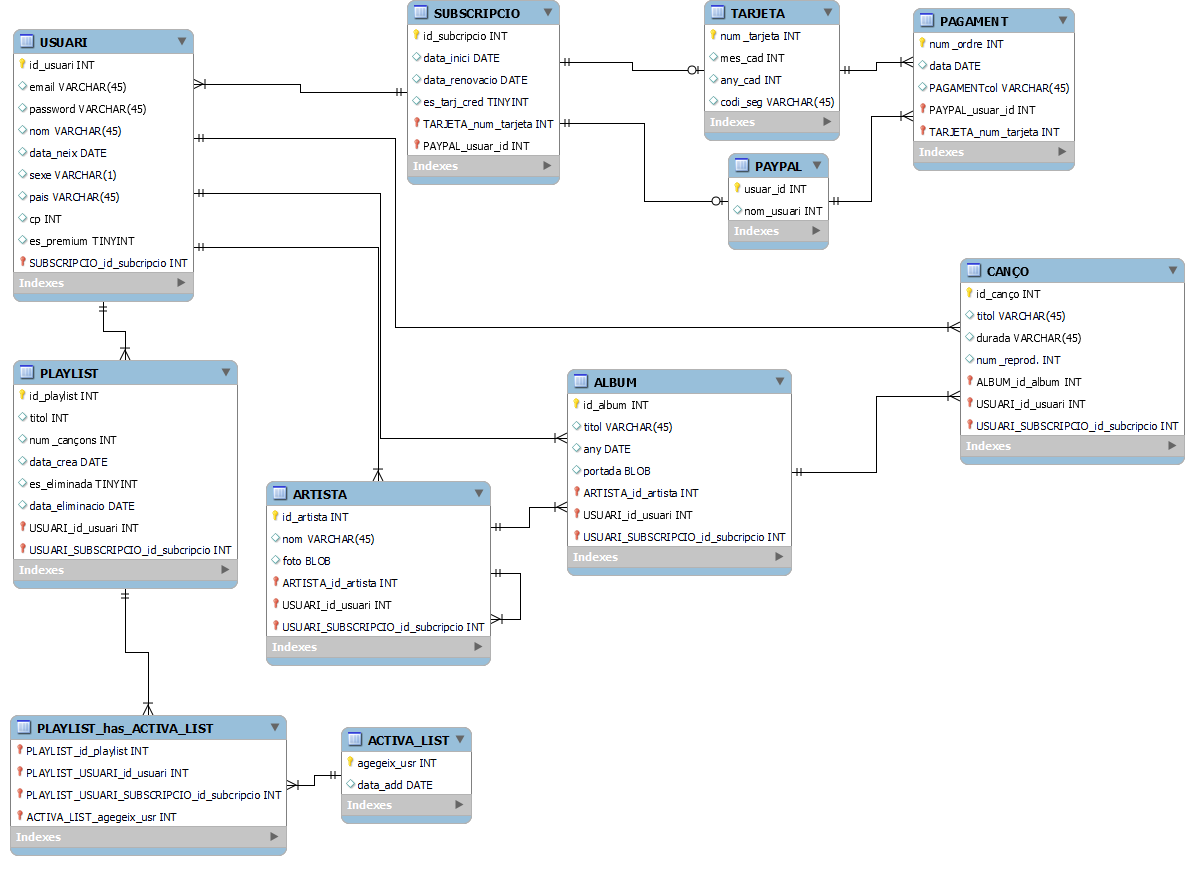 USUARI
id_usuari INT
email VARCHAR(45)
password VARCHAR(45)
nom VARCHAR(45)
data_neix DATE
sexe VARCHAR(1)
pais VARCHAR(45)
cp INT
es_premium TINYINT
SUBSCRIPCIO_id_subcripcio INT
Indexes
SUBSCRIPCIO
id_subcripcio INT
data_inici DATE
data_renovacio DATE
es_tarj_cred TINYINT
TARJETA_num_tarjeta INT
PAYPAL_usuar_id INT
Indexes
TARJETA
num_tarjeta INT
mes_cad INT
any_cad INT
codi_seg VARCHAR(45)
Indexes
PAGAMENT
num_ordre INT
data DATE
PAGAMENTcol VARCHAR(45)
PAYPAL_usuar_id INT
TARJETA_num_tarjeta INT
Indexes
PAYPAL
usuar_id INT
nom_usuari INT
Indexes
CANÇO
id_canço INT
titol VARCHAR(45)
durada VARCHAR(45)
num_reprod. INT
ALBUM_id_album INT
USUARI_id_usuari INT
USUARI_SUBSCRIPCIO_id_subcripcio INT
Indexes
PLAYLIST
id_playlist INT
titol INT
num_cançons INT
data_crea DATE
es_eliminada TINYINT
data_eliminacio DATE
USUARI_id_usuari INT
USUARI_SUBSCRIPCIO_id_subcripcio INT
Indexes
ALBUM
id_album INT
titol VARCHAR(45)
any DATE
portada BLOB
ARTISTA_id_artista INT
USUARI_id_usuari INT
USUARI_SUBSCRIPCIO_id_subcripcio INT
Indexes
ARTISTA
id_artista INT
nom VARCHAR(45)
foto BLOB
ARTISTA_id_artista INT
USUARI_id_usuari INT
USUARI_SUBSCRIPCIO_id_subcripcio INT
Indexes
PLAYLIST_has_ACTIVA_LIST
PLAYLIST_id_playlist INT
PLAYLIST_USUARI_id_usuari INT
PLAYLIST_USUARI_SUBSCRIPCIO_id_subcripcio INT
ACTIVA_LIST_agegeix_usr INT
Indexes
ACTIVA_LIST
agegeix_usr INT
data_add DATE
Indexes